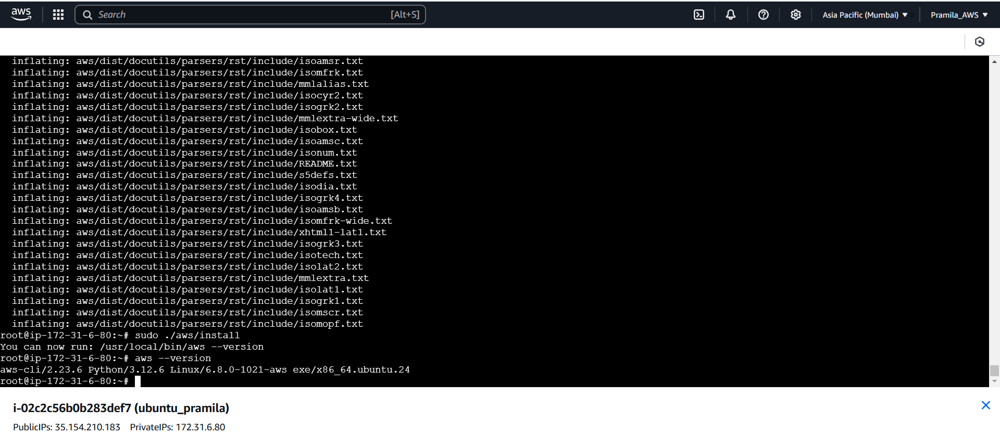 aws
Search [Alt+S]
Asia Pacific (Mumbai)
Pramila_AWS
inflating: aws/dist/docutils/parsers/rst/include/isoamsr.txt
inflating: aws/dist/docutils/parsers/rst/include/isomfrk.txt
inflating: aws/dist/docutils/parsers/rst/include/mmlalias.txt
inflating: aws/dist/docutils/parsers/rst/include/isocyr2.txt
inflating: aws/dist/docutils/parsers/rst/include/isogrk2.txt
inflating: aws/dist/docutils/parsers/rst/include/mmlextra-wide.txt
inflating: aws/dist/docutils/parsers/rst/include/isobox.txt
inflating: aws/dist/docutils/parsers/rst/include/isoamsc.txt
inflating: aws/dist/docutils/parsers/rst/include/isonum.txt
inflating: aws/dist/docutils/parsers/rst/include/README.txt
inflating: aws/dist/docutils/parsers/rst/include/s5defs.txt
inflating: aws/dist/docutils/parsers/rst/include/isodia.txt
inflating: aws/dist/docutils/parsers/rst/include/isogrk4.txt
inflating: aws/dist/docutils/parsers/rst/include/isoamsb.txt
inflating: aws/dist/docutils/parsers/rst/include/isomfrk-wide.txt
inflating: aws/dist/docutils/parsers/rst/include/xhtml1-lat1.txt
inflating: aws/dist/docutils/parsers/rst/include/isogrk3.txt
inflating: aws/dist/docutils/parsers/rst/include/isotech.txt
inflating: aws/dist/docutils/parsers/rst/include/isolat2.txt
inflating: aws/dist/docutils/parsers/rst/include/mmlextra.txt
inflating: aws/dist/docutils/parsers/rst/include/isolat1.txt
inflating: aws/dist/docutils/parsers/rst/include/isogrk1.txt
inflating: aws/dist/docutils/parsers/rst/include/isomscr.txt
inflating: aws/dist/docutils/parsers/rst/include/isomopf.txt
root@ip-172-31-6-80:~# sudo ./aws/install
You can now run: /usr/local/bin/aws --version
root@ip-172-31-6-80:~# aws --version
aws-cli/2.23.6 Python/3.12.6 Linux/6.8.0-1021-aws exe/x86_64.ubuntu.24
root@ip-172-31-6-80:~#
i-02c2c56b0b283def7 (ubuntu_pramila)
PublicIPs: 35.154.210.183 PrivateIPs: 172.31.6.80